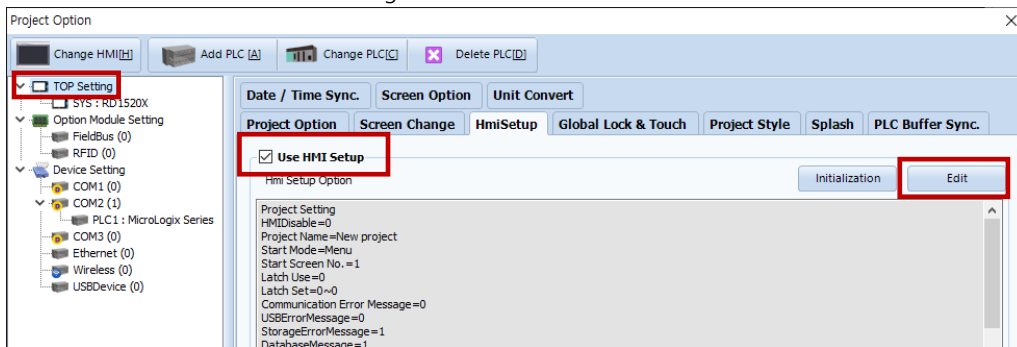 Project Option
Change HMI[H] Add PLC [A] Change PLC[C] Delete PLC[D]
TOP Setting
SYS : RD1520X
Option Module Setting
FieldBus (0)
RFID (0)
Device Setting
COM1 (0)
COM2 (1)
PLC1 : MicroLogix Series
COM3 (0)
Ethernet (0)
Wireless (0)
USBDevice (0)
Date / Time Sync. Screen Option Unit Convert
Project Option Screen Change HmiSetup Global Lock & Touch Project Style Splash PLC Buffer Sync.
Use HMI Setup
Hmi Setup Option
Initialization Edit
Project Setting
HMIDisable=0
Project Name=New project
Start Mode=Menu
Start Screen No.=1
Latch Use=0
Latch Set=0~0
Communication Error Message=0
USBErrorMessage=0
StorageErrorMessage=1
DatabaseMessage=1